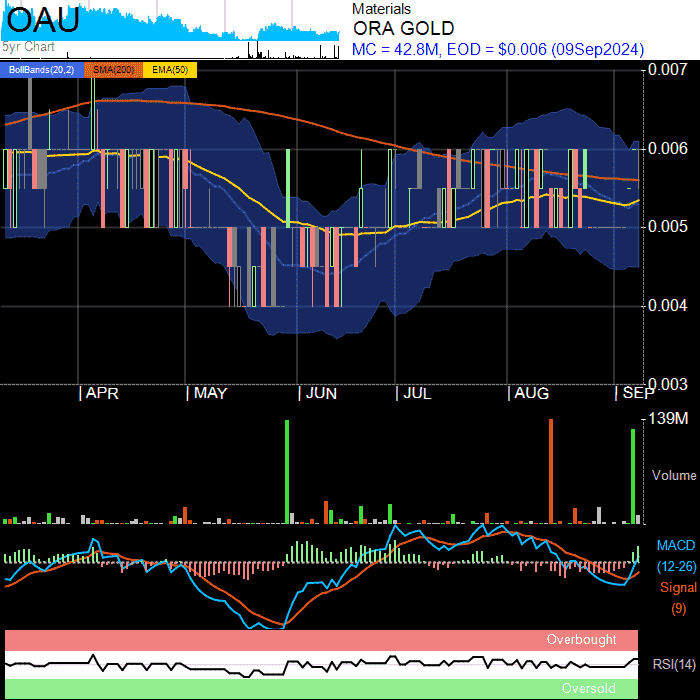 OAU
5yr Chart
Materials
ORA GOLD
MC = 42.8M, EOD = $0.006 (09Sep2024)
BollBands(20,2) SMA(200) EMA(50)
0.007
0.006
0.005
0.004
0.003
APR MAY JUN JUL AUG SEP
139M
Volume
MACD
(12-26)
Signal
(9)
Overbought
RSI(14)
Oversold